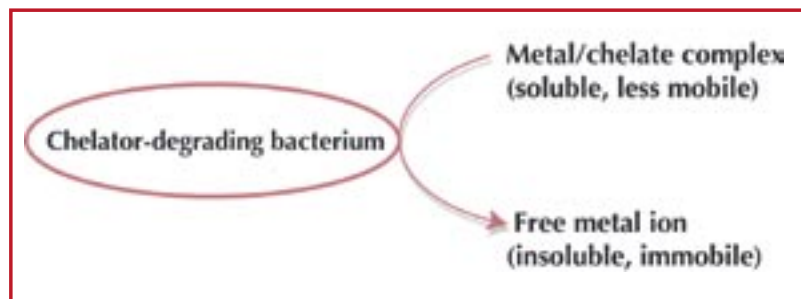 Metal/chelate complex
(soluble, less mobile)
Chelator-degrading bacterium
Free metal ion
(insoluble, immobile)